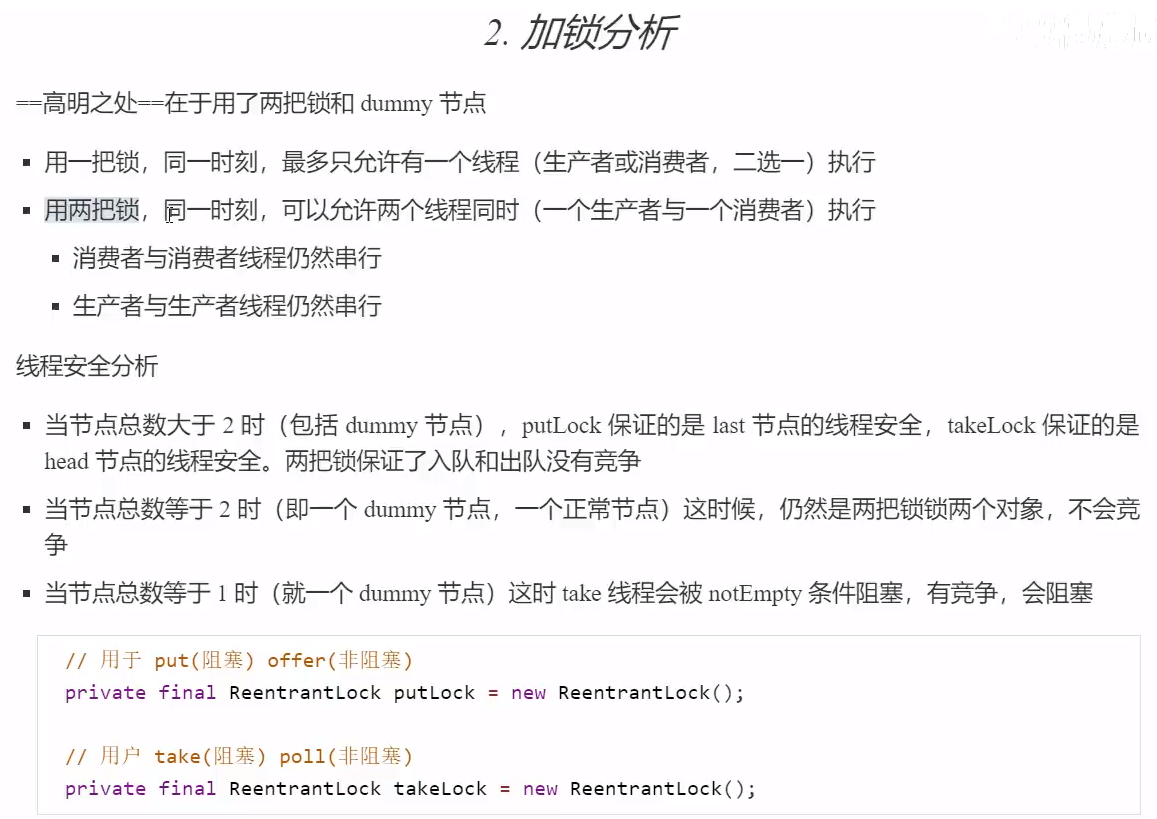 2. 加锁分析
==高明之处==在于用了两把锁和 dummy 节点
▪ 用一把锁，同一时刻，最多只允许有一个线程（生产者或消费者，二选一）执行
▪ 用两把锁，同一时刻，可以允许两个线程同时（一个生产者与一个消费者）执行
▪ 消费者与消费者线程仍然串行
▪ 生产者与生产者线程仍然串行
线程安全分析
▪ 当节点总数大于 2 时（包括 dummy 节点），putLock 保证的是 last 节点的线程安全，takeLock 保证的是
head 节点的线程安全。两把锁保证了入队和出队没有竞争
▪ 当节点总数等于 2 时（即一个 dummy 节点，一个正常节点）这时候，仍然是两把锁锁两个对象，不会竞
争
▪ 当节点总数等于 1 时（就一个 dummy 节点）这时 take 线程会被 notEmpty 条件阻塞，有竞争，会阻塞
// 用于 put(阻塞) offer(非阻塞)
private final ReentrantLock putLock = new ReentrantLock();
// 用户 take(阻塞) poll(非阻塞)
private final ReentrantLock takeLock = new ReentrantLock();